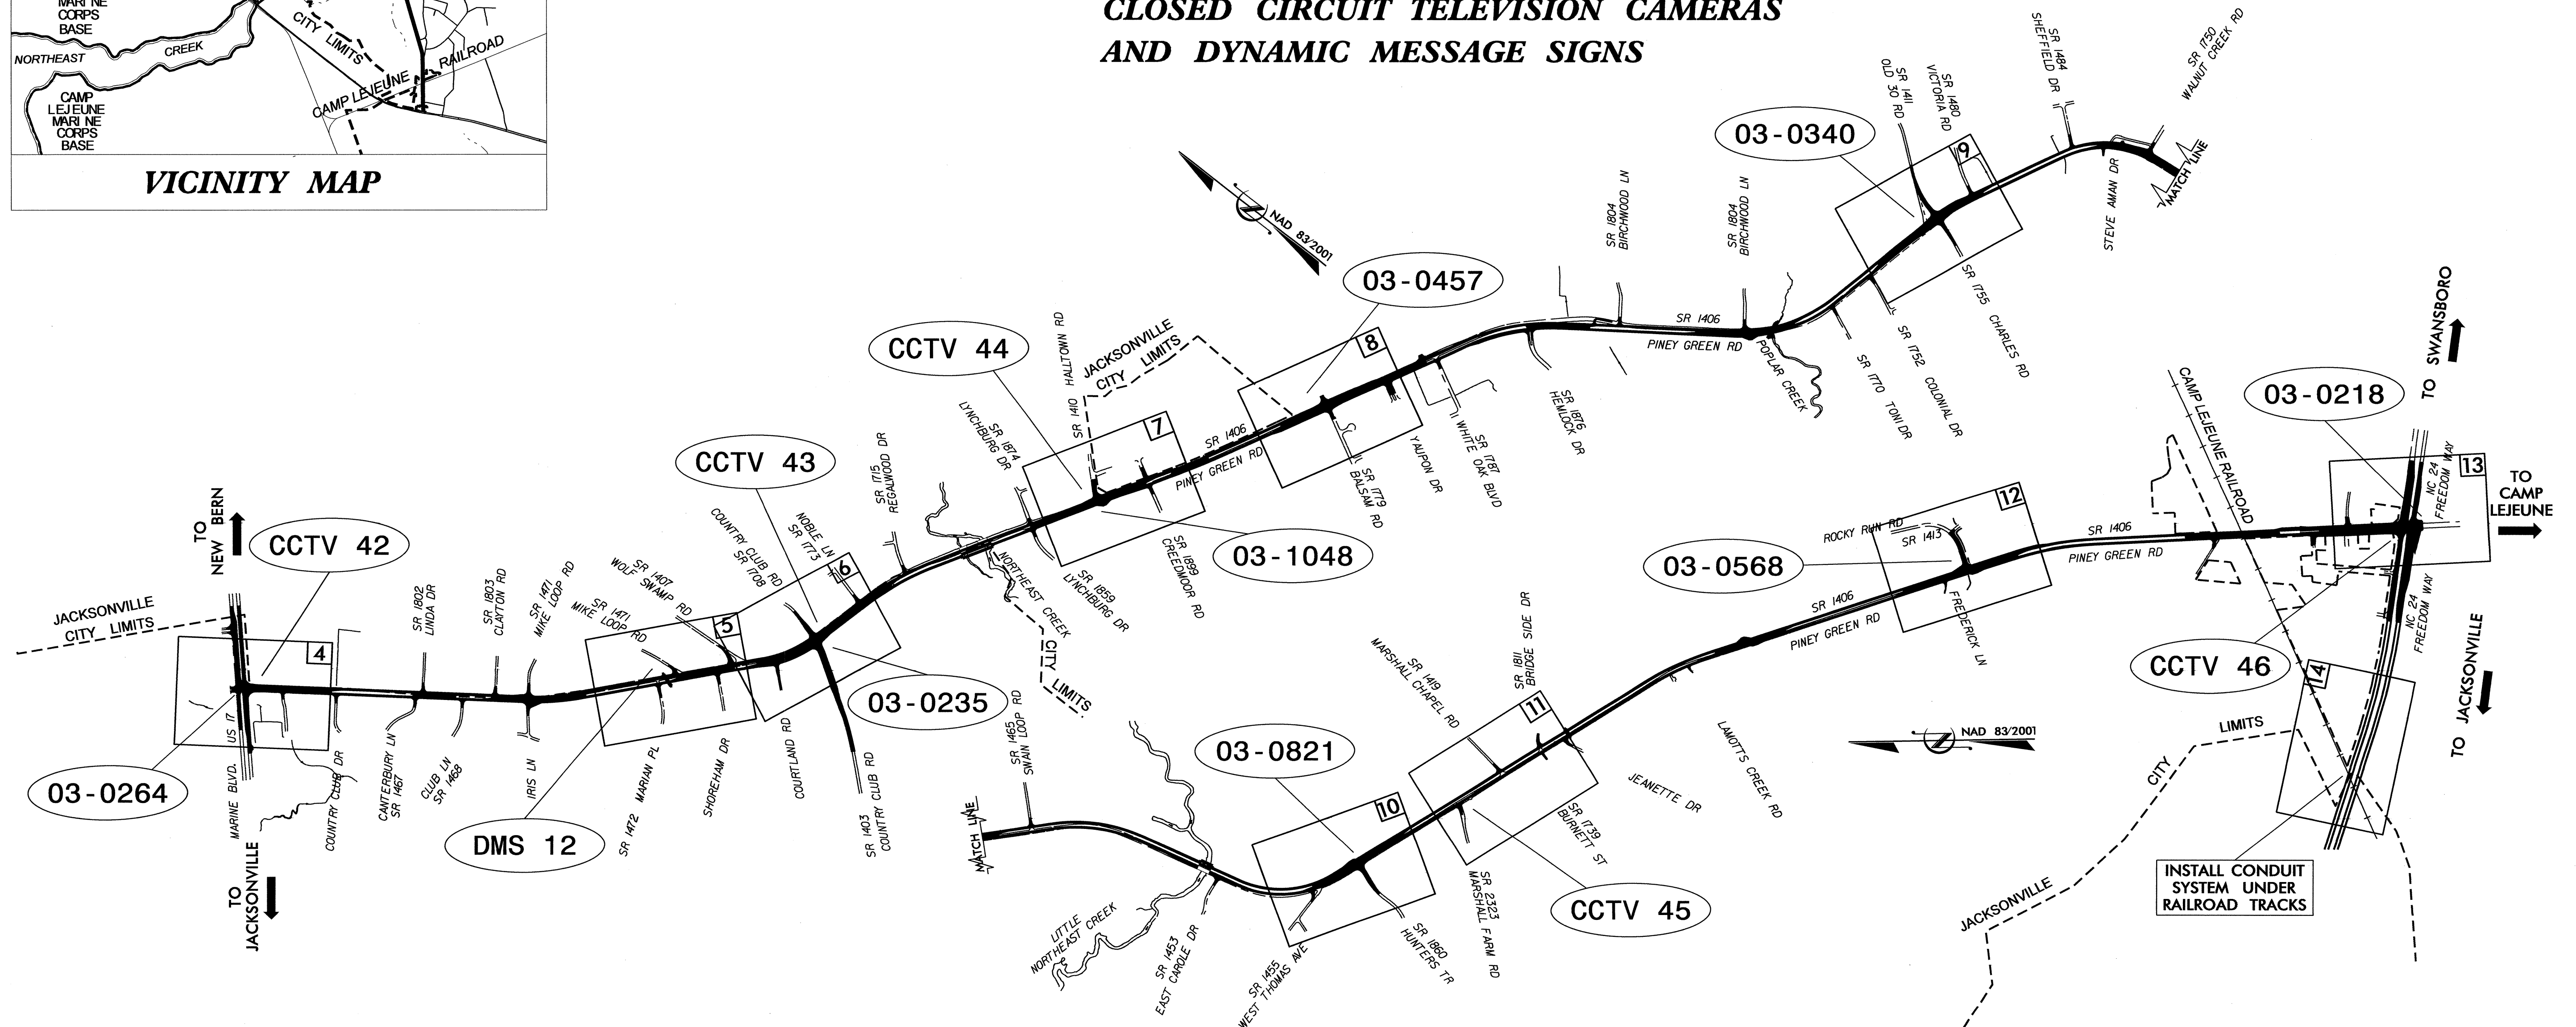 MARINE
CORPS
BASE
NORTHEAST
CREEK
CITY LIMITS
CAMP LEJEUNE
RAILROAD
CAMP
LEJEUNE
MARINE
CORPS
BASE
VICINITY MAP
CLOSED CIRCUIT TELEVISION CAMERAS
AND DYNAMIC MESSAGE SIGNS
NAD 83/2001
TO
NEW BERN
CCTV 42
JACKSONVILLE
CITY LIMITS
4
03-0264
MARINE BLVD. US 17
TO
JACKSONVILLE
COUNTRY CLUB DR
SR 1802
LINDA DR
CANTERBURY LN
SR 1467
CLUB LN
SR 1468
SR 1803
CLAYTON RD
SR 1471
MIKE LOOP RD
IRIS LN
DMS 12
SR 1471
MIKE LOOP RD
SR 1407
WOLF SWAMP RD
5
SR 1472 MARIAN PL
SHOREHAM DR
COURTLAND RD
COUNTRY CLUB RD
SR 1708
NOBLE LN
SR 1773
6
CCTV 43
03-0235
SR 1403
COUNTRY CLUB RD
SR 1715
REGALWOOD DR
NORTHEAST CREEK
CITY
LIMITS
SR 1874
LYNCHBURG DR
SR 1859
LYNCHBURG DR
CCTV 44
SR 1410 HALLTOWN RD
JACKSONVILLE
CITY LIMITS
7
03-1048
SR 1899
CREEDMOOR RD
SR 1406
PINEY GREEN RD
03-0457
8
SR 1779
BALSAM RD
YAUPON DR
SR 1787
WHITE OAK BLVD
SR 1876
HEMLOCK DR
SR 1804
BIRCHWOOD LN
SR 1406
PINEY GREEN RD
SR 1804
BIRCHWOOD LN
POPLAR CREEK
SR 1770 TONI DR
SR 1752 COLONIAL DR
03-0340
SR 1411
OLD 30 RD
SR 1480
VICTORIA RD
9
SR 1755 CHARLES RD
SR 1484
SHEFFIELD DR
STEVE AMAN DR
SR 1750
WALNUT CREEK RD
MATCH LINE
MATCH LINE
SR 1465
SWAIN LOOP RD
LITTLE
NORTHEAST CREEK
SR 1453
EAST CAROLE DR
SR 1455
WEST THOMAS AVE
03-0821
10
SR 1860
HUNTERS TR
SR 1419
MARSHALL CHAPEL RD
11
SR 1811
BRIDGE SIDE DR
SR 2323
MARSHALL FARM RD
CCTV 45
SR 1739
BURNETT ST
JEANETTE DR
LAMOTTS CREEK RD
SR 1406
PINEY GREEN RD
03-0568
ROCKY RUN RD
SR 1413
12
FREDERICK LN
NAD 83/2001
SR 1406
PINEY GREEN RD
CAMP LEJEUNE RAILROAD
03-0218
TO SWANSBORO
NC 24
FREEDOM WAY
13
TO
CAMP
LEJEUNE
NC 24
FREEDOM WAY
CCTV 46
14
TO JACKSONVILLE
INSTALL CONDUIT
SYSTEM UNDER
RAILROAD TRACKS
JACKSONVILLE
CITY
LIMITS